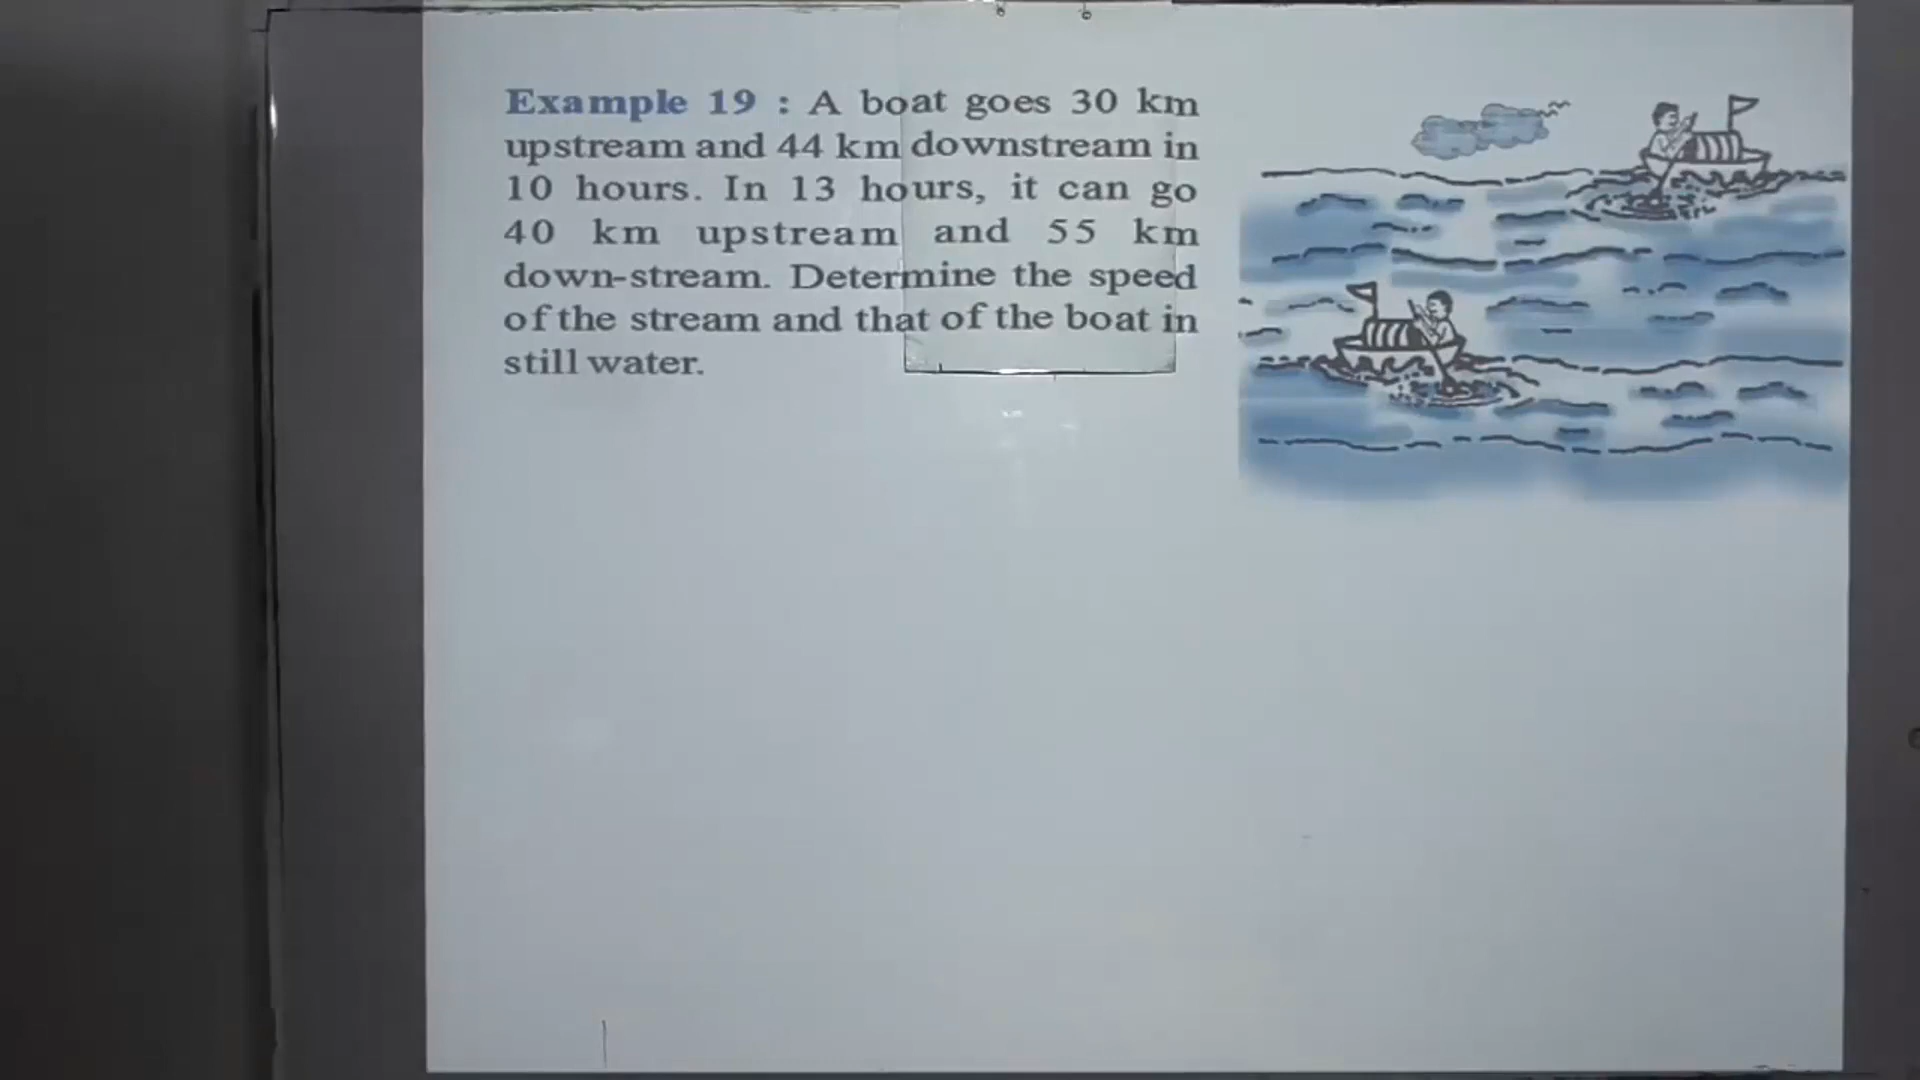 Example 19 : A boat goes 30 km
upstream and 44 km downstream in
10 hours. In 13 hours, it can go
40 km upstream and 55 km
down-stream. Determine the speed
of the stream and that of the boat in
still water.